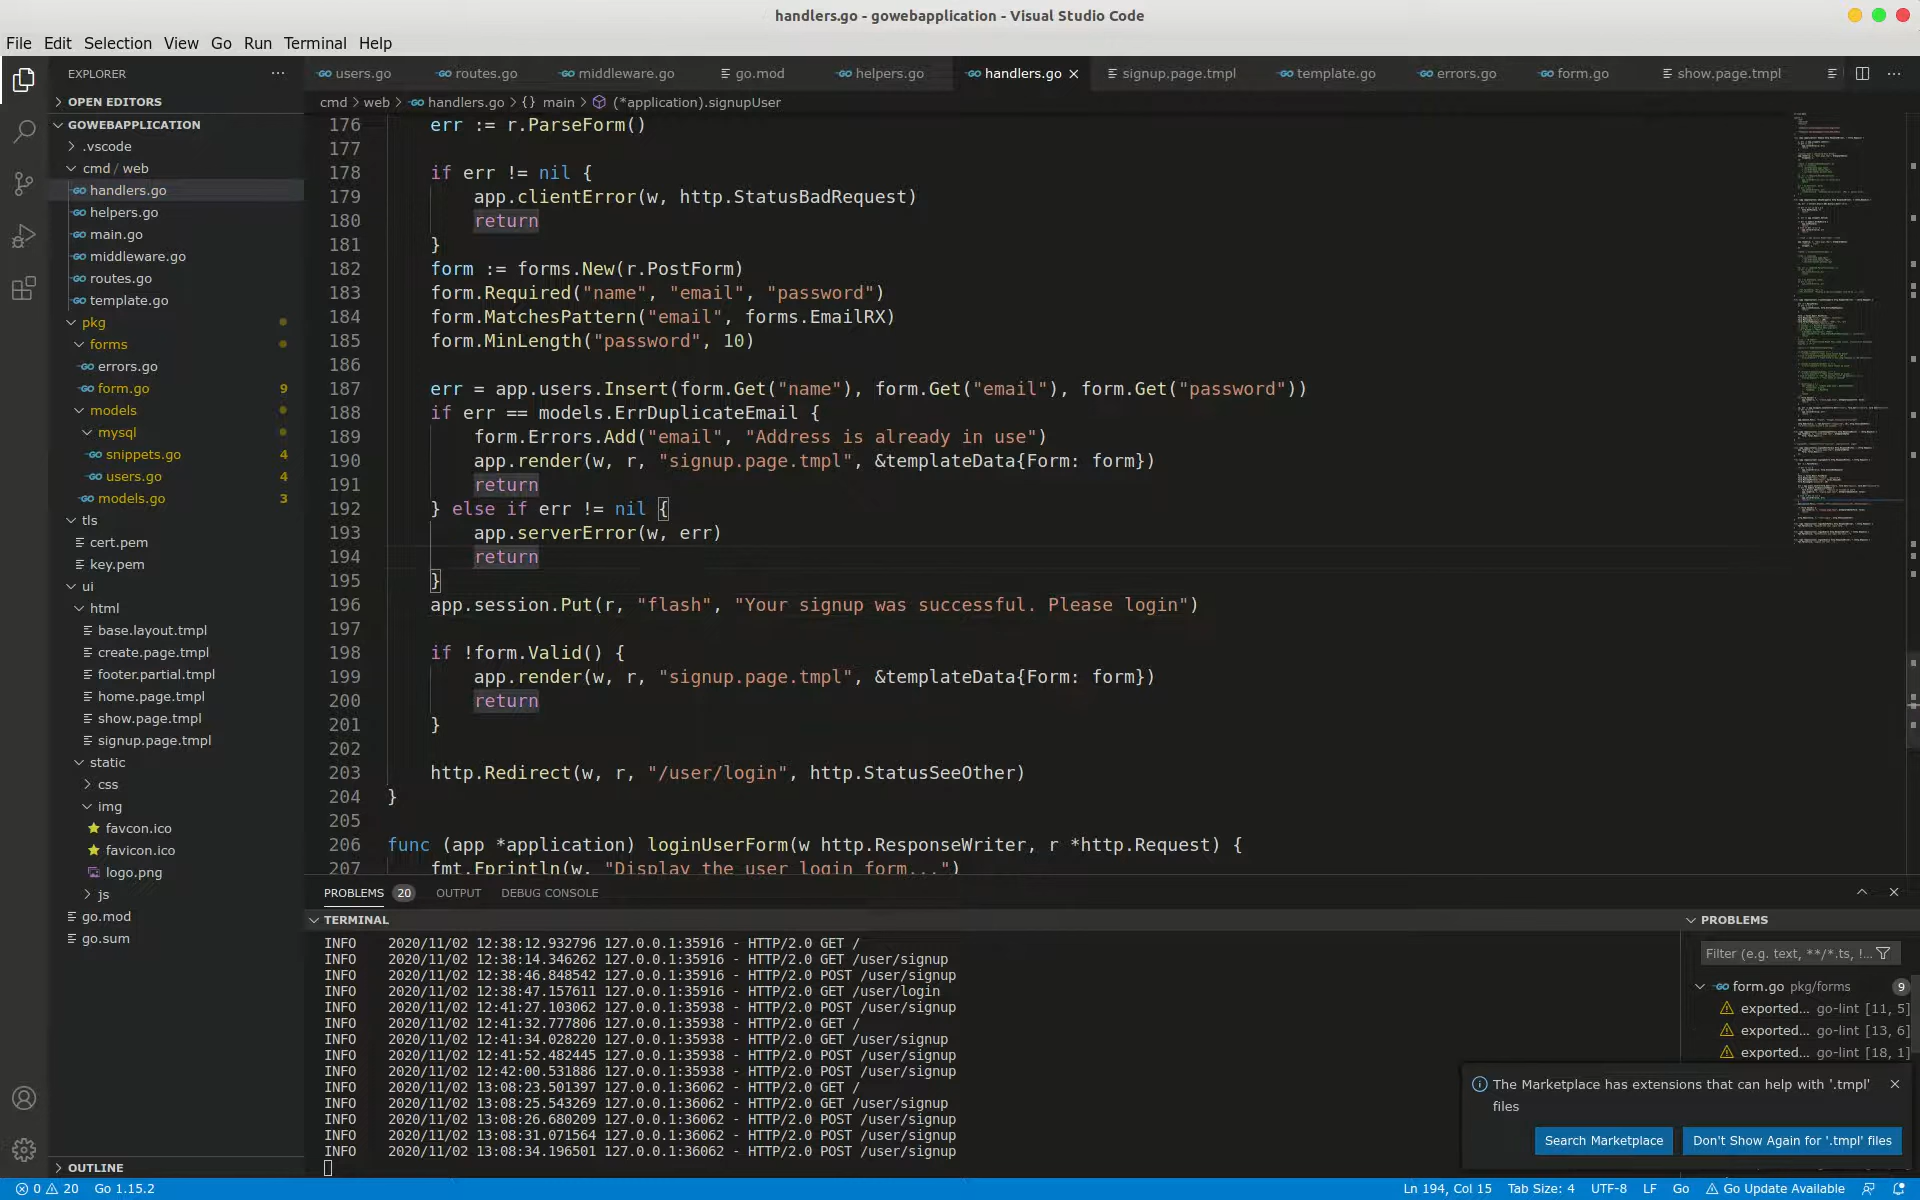 handlers.go - gowebapplication - Visual Studio Code
File Edit Selection View Go Run Terminal Help
EXPLORER
OPEN EDITORS
GOWEBAPPLICATION
.vscode
cmd / web
handlers.go
helpers.go
main.go
middleware.go
routes.go
template.go
pkg
forms
errors.go
form.go 9
models
mysql
snippets.go 4
users.go 4
models.go 3
tls
cert.pem
key.pem
ui
html
base.layout.tmpl
create.page.tmpl
footer.partial.tmpl
home.page.tmpl
show.page.tmpl
signup.page.tmpl
static
css
img
favcon.ico
favicon.ico
logo.png
js
go.mod
go.sum
OUTLINE
users.go routes.go middleware.go go.mod helpers.go handlers.go signup.page.tmpl template.go errors.go form.go show.page.tmpl
cmd > web > handlers.go > {} main > (*application).signupUser
176 err := r.ParseForm()
177
178 if err != nil {
179 app.clientError(w, http.StatusBadRequest)
180 return
181 }
182 form := forms.New(r.PostForm)
183 form.Required("name", "email", "password")
184 form.MatchesPattern("email", forms.EmailRX)
185 form.MinLength("password", 10)
186
187 err = app.users.Insert(form.Get("name"), form.Get("email"), form.Get("password"))
188 if err == models.ErrDuplicateEmail {
189 form.Errors.Add("email", "Address is already in use")
190 app.render(w, r, "signup.page.tmpl", &templateData{Form: form})
191 return
192 } else if err != nil {
193 app.serverError(w, err)
194 return
195 }
196 app.session.Put(r, "flash", "Your signup was successful. Please login")
197
198 if !form.Valid() {
199 app.render(w, r, "signup.page.tmpl", &templateData{Form: form})
200 return
201 }
202
203 http.Redirect(w, r, "/user/login", http.StatusSeeOther)
204 }
205
206 func (app *application) loginUserForm(w http.ResponseWriter, r *http.Request) {
207 fmt.Fprintln(w, "Display the user login form...")
PROBLEMS 20 OUTPUT DEBUG CONSOLE
TERMINAL
INFO 2020/11/02 12:38:12.932796 127.0.0.1:35916 - HTTP/2.0 GET /
INFO 2020/11/02 12:38:14.346262 127.0.0.1:35916 - HTTP/2.0 GET /user/signup
INFO 2020/11/02 12:38:46.848542 127.0.0.1:35916 - HTTP/2.0 POST /user/signup
INFO 2020/11/02 12:38:47.157611 127.0.0.1:35916 - HTTP/2.0 GET /user/login
INFO 2020/11/02 12:41:27.103062 127.0.0.1:35938 - HTTP/2.0 POST /user/signup
INFO 2020/11/02 12:41:32.777806 127.0.0.1:35938 - HTTP/2.0 GET /
INFO 2020/11/02 12:41:34.028220 127.0.0.1:35938 - HTTP/2.0 GET /user/signup
INFO 2020/11/02 12:41:52.482445 127.0.0.1:35938 - HTTP/2.0 POST /user/signup
INFO 2020/11/02 12:42:00.531886 127.0.0.1:35938 - HTTP/2.0 POST /user/signup
INFO 2020/11/02 13:08:23.501397 127.0.0.1:36062 - HTTP/2.0 GET /
INFO 2020/11/02 13:08:25.543269 127.0.0.1:36062 - HTTP/2.0 GET /user/signup
INFO 2020/11/02 13:08:26.680209 127.0.0.1:36062 - HTTP/2.0 POST /user/signup
INFO 2020/11/02 13:08:31.071564 127.0.0.1:36062 - HTTP/2.0 POST /user/signup
INFO 2020/11/02 13:08:34.196501 127.0.0.1:36062 - HTTP/2.0 POST /user/signup
PROBLEMS
Filter (e.g. text, **/*.ts, !...
form.go pkg/forms 9
exported... go-lint [11, 5]
exported... go-lint [13, 6]
exported... go-lint [18, 1]
The Marketplace has extensions that can help with '.tmpl'
files
Search Marketplace Don't Show Again for '.tmpl' files
0 20 Go 1.15.2 Ln 194, Col 15 Tab Size: 4 UTF-8 LF Go Go Update Available